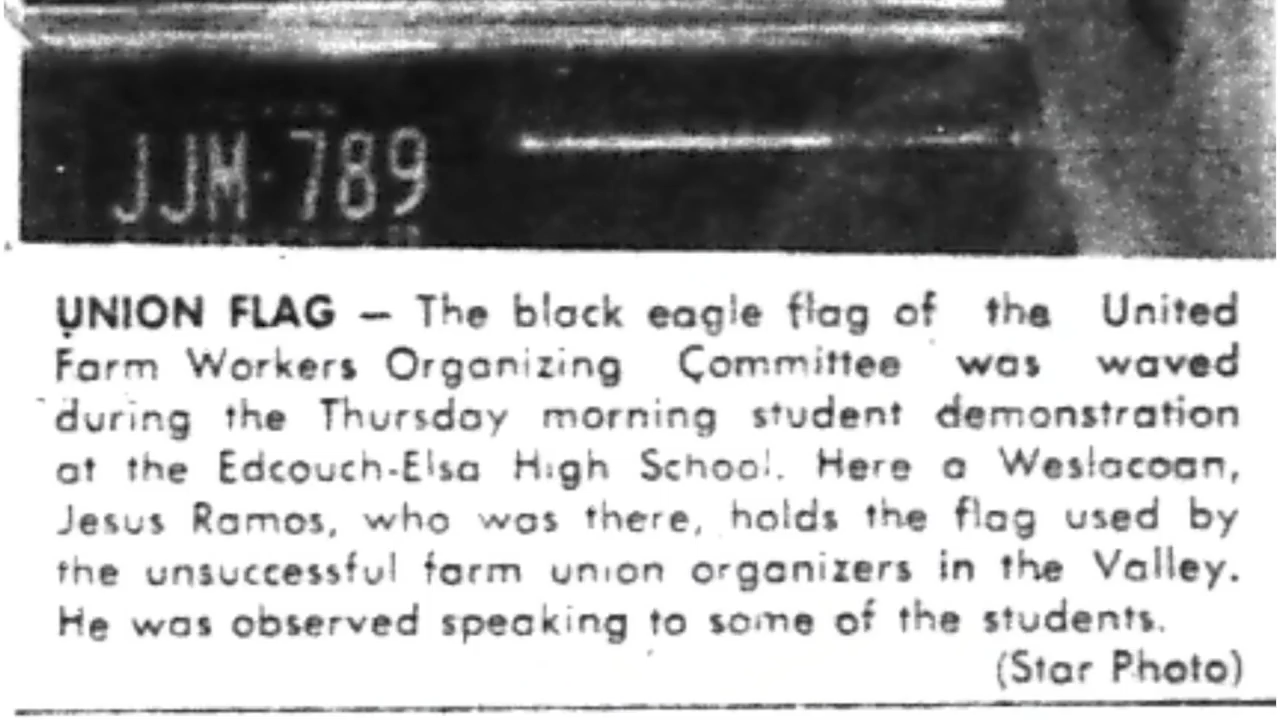 JJM·789
UNION FLAG — The black eagle flag of the United
Farm Workers Organizing Committee was waved
during the Thursday morning student demonstration
at the Edcouch-Elsa High School. Here a Weslacoan,
Jesus Ramos, who was there, holds the flag used by
the unsuccessful farm union organizers in the Valley.
He was observed speaking to some of the students.
(Star Photo)